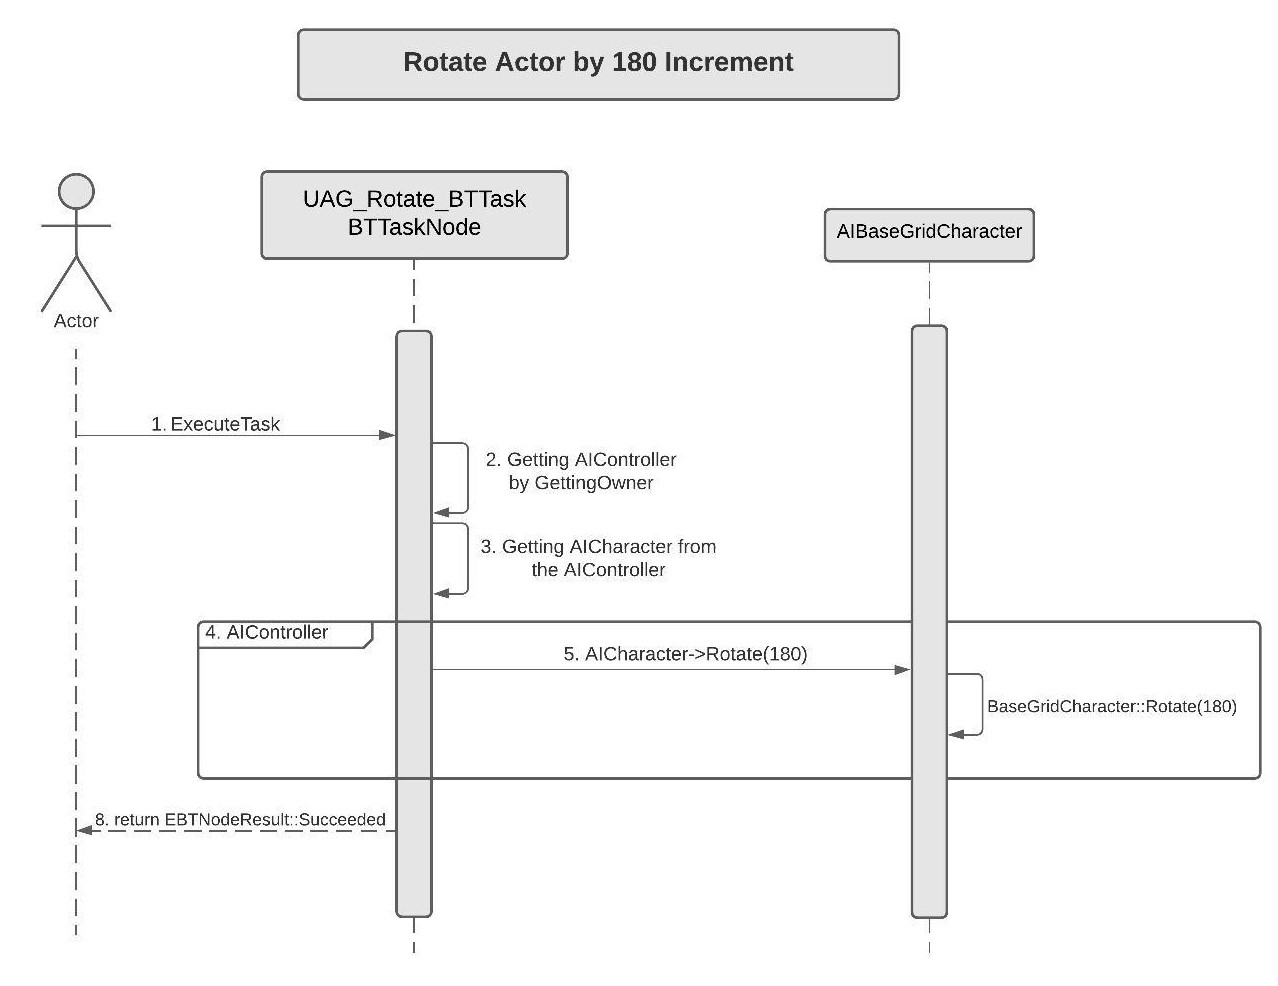 Rotate Actor by 180 Increment
UAG_Rotate_BTTask
BTTaskNode
AIBaseGridCharacter
Actor
1. ExecuteTask
2. Getting AIController
by GettingOwner
3. Getting AICharacter from
the AIController
4. AIController
5. AICharacter->Rotate(180)
BaseGridCharacter::Rotate(180)
8. return EBTNodeResult::Succeeded